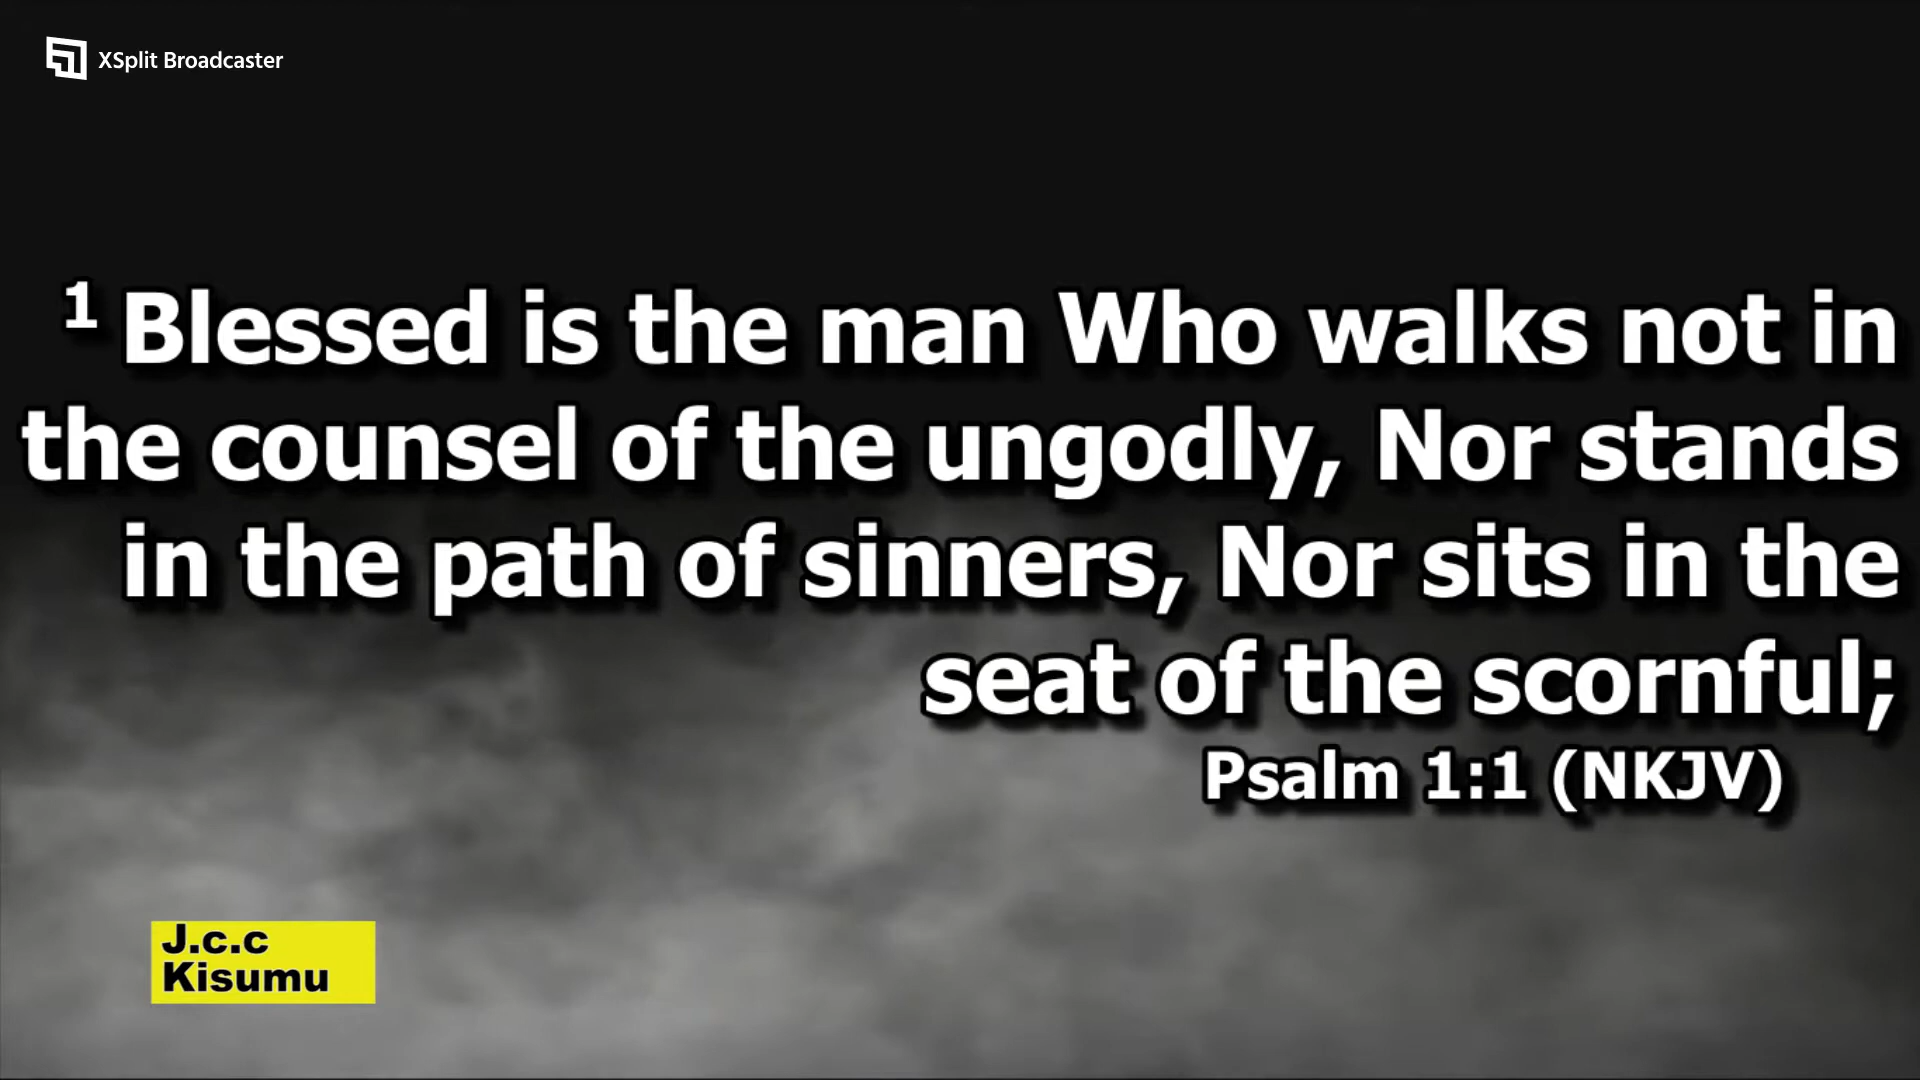 XSplit Broadcaster
1 Blessed is the man Who walks not in
the counsel of the ungodly, Nor stands
in the path of sinners, Nor sits in the
seat of the scornful;
Psalm 1:1 (NKJV)
J.c.c
Kisumu